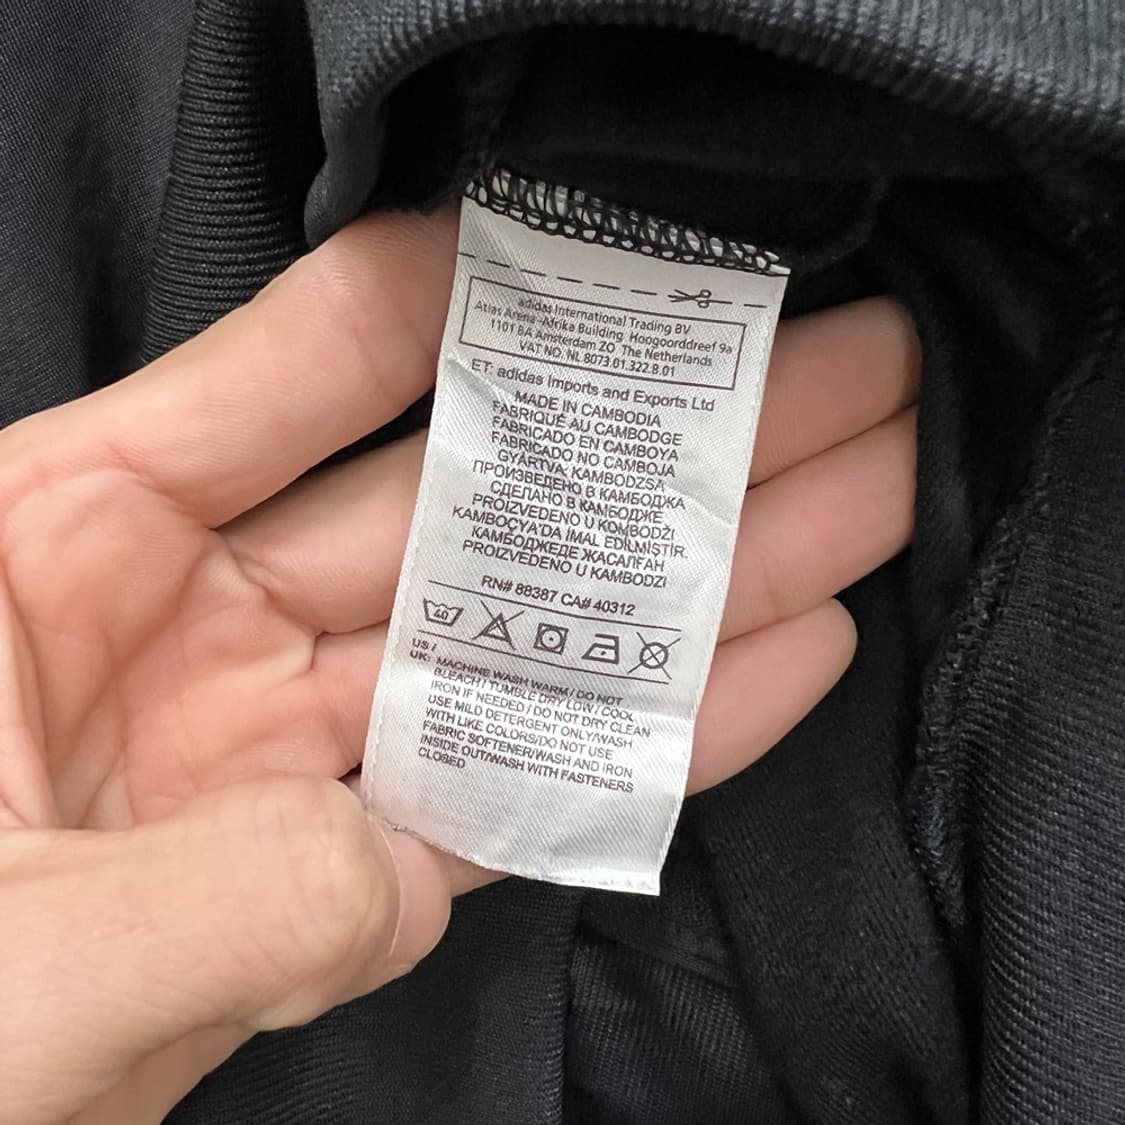 adidas International Trading BV
Atlas Arena-Afrika Building Hoogoorddreef 9a
1101 BA Amsterdam ZO The Netherlands
VAT NO. NL 8073.01.322.B.01
ET: adidas Imports and Exports Ltd
MADE IN CAMBODIA
FABRIQUÉ AU CAMBODGE
FABRICADO EN CAMBOYA
FABRICADO NO CAMBOJA
GYÁRTVA: KAMBODZSA
ПРОИЗВЕДЕНО В КАМБОДЖА
СДЕЛАНО В КАМБОДЖЕ
PROIZVEDENO U KOMBODZI
KAMBOÇYA'DA İMAL EDİLMİŞTİR.
КАМБОДЖЕДЕ ЖАСАЛҒАН
PROIZVEDENO U KAMBODZI
RN# 88387 CA# 40312
40
US /
UK: MACHINE WASH WARM / DO NOT
BLEACH / TUMBLE DRY LOW / COOL
IRON IF NEEDED / DO NOT DRY CLEAN
USE MILD DETERGENT ONLY/WASH
WITH LIKE COLORS/DO NOT USE
FABRIC SOFTENER/WASH AND IRON
INSIDE OUT/WASH WITH FASTENERS
CLOSED